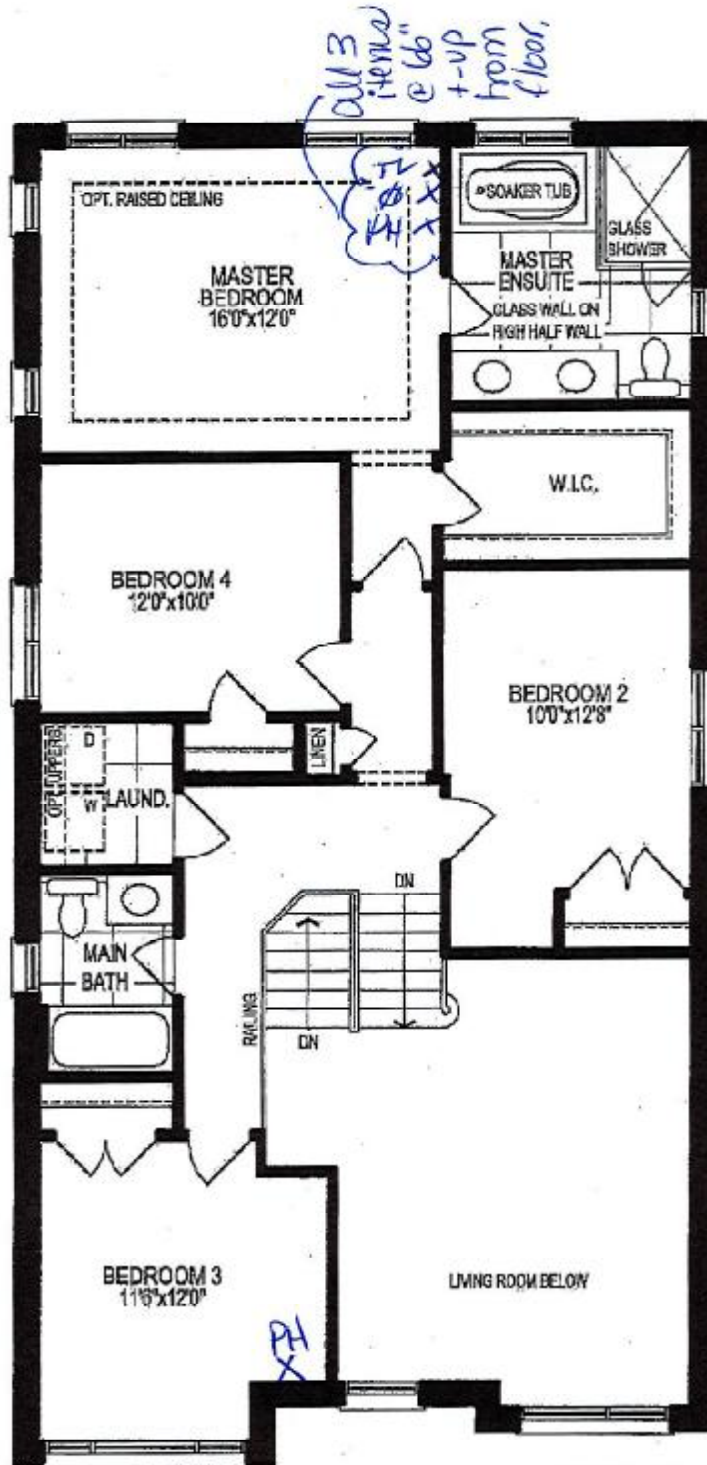 all 3
items
@ 66"
+-up
from
floor.
TV X
Ø X
PH X
OPT. RAISED CEILING
MASTER
BEDROOM
16'0"x12'0"
SOAKER TUB
GLASS
SHOWER
MASTER
ENSUITE
GLASS WALL ON
HIGH HALF WALL
W.I.C.
BEDROOM 4
12'0"x10'0"
BEDROOM 2
10'0"x12'8"
LINEN
OPT. UPPERS
D
W
LAUND.
DN
MAIN
BATH
RAILING
DN
BEDROOM 3
11'6"x12'0"
LIVING ROOM BELOW
PH
X